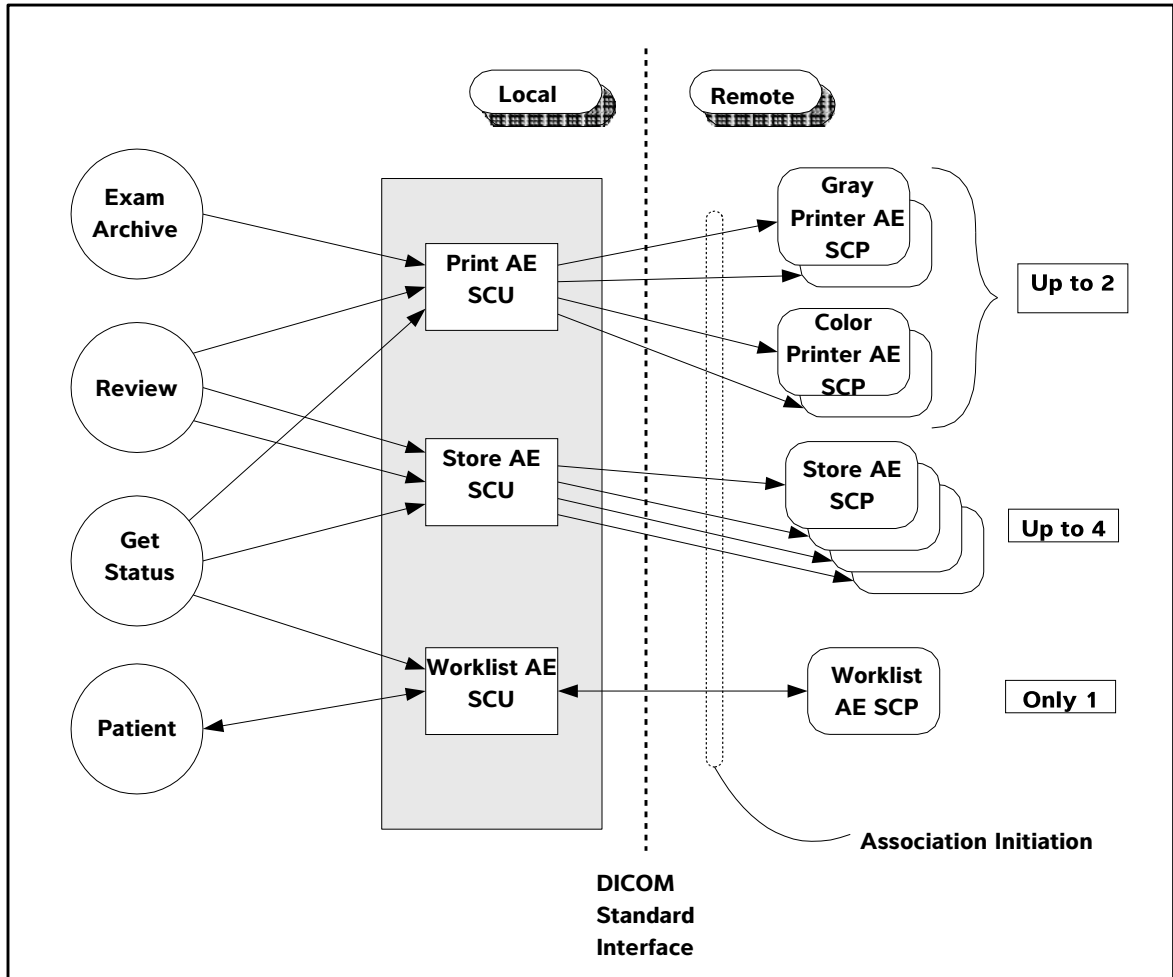 Local
Remote
Exam
Archive
Review
Get
Status
Patient
Print AE
SCU
Store AE
SCU
Worklist AE
SCU
Gray
Printer AE
SCP
Color
Printer AE
SCP
Store AE
SCP
Worklist
AE SCP
Up to 2
Up to 4
Only 1
Association Initiation
DICOM
Standard
Interface